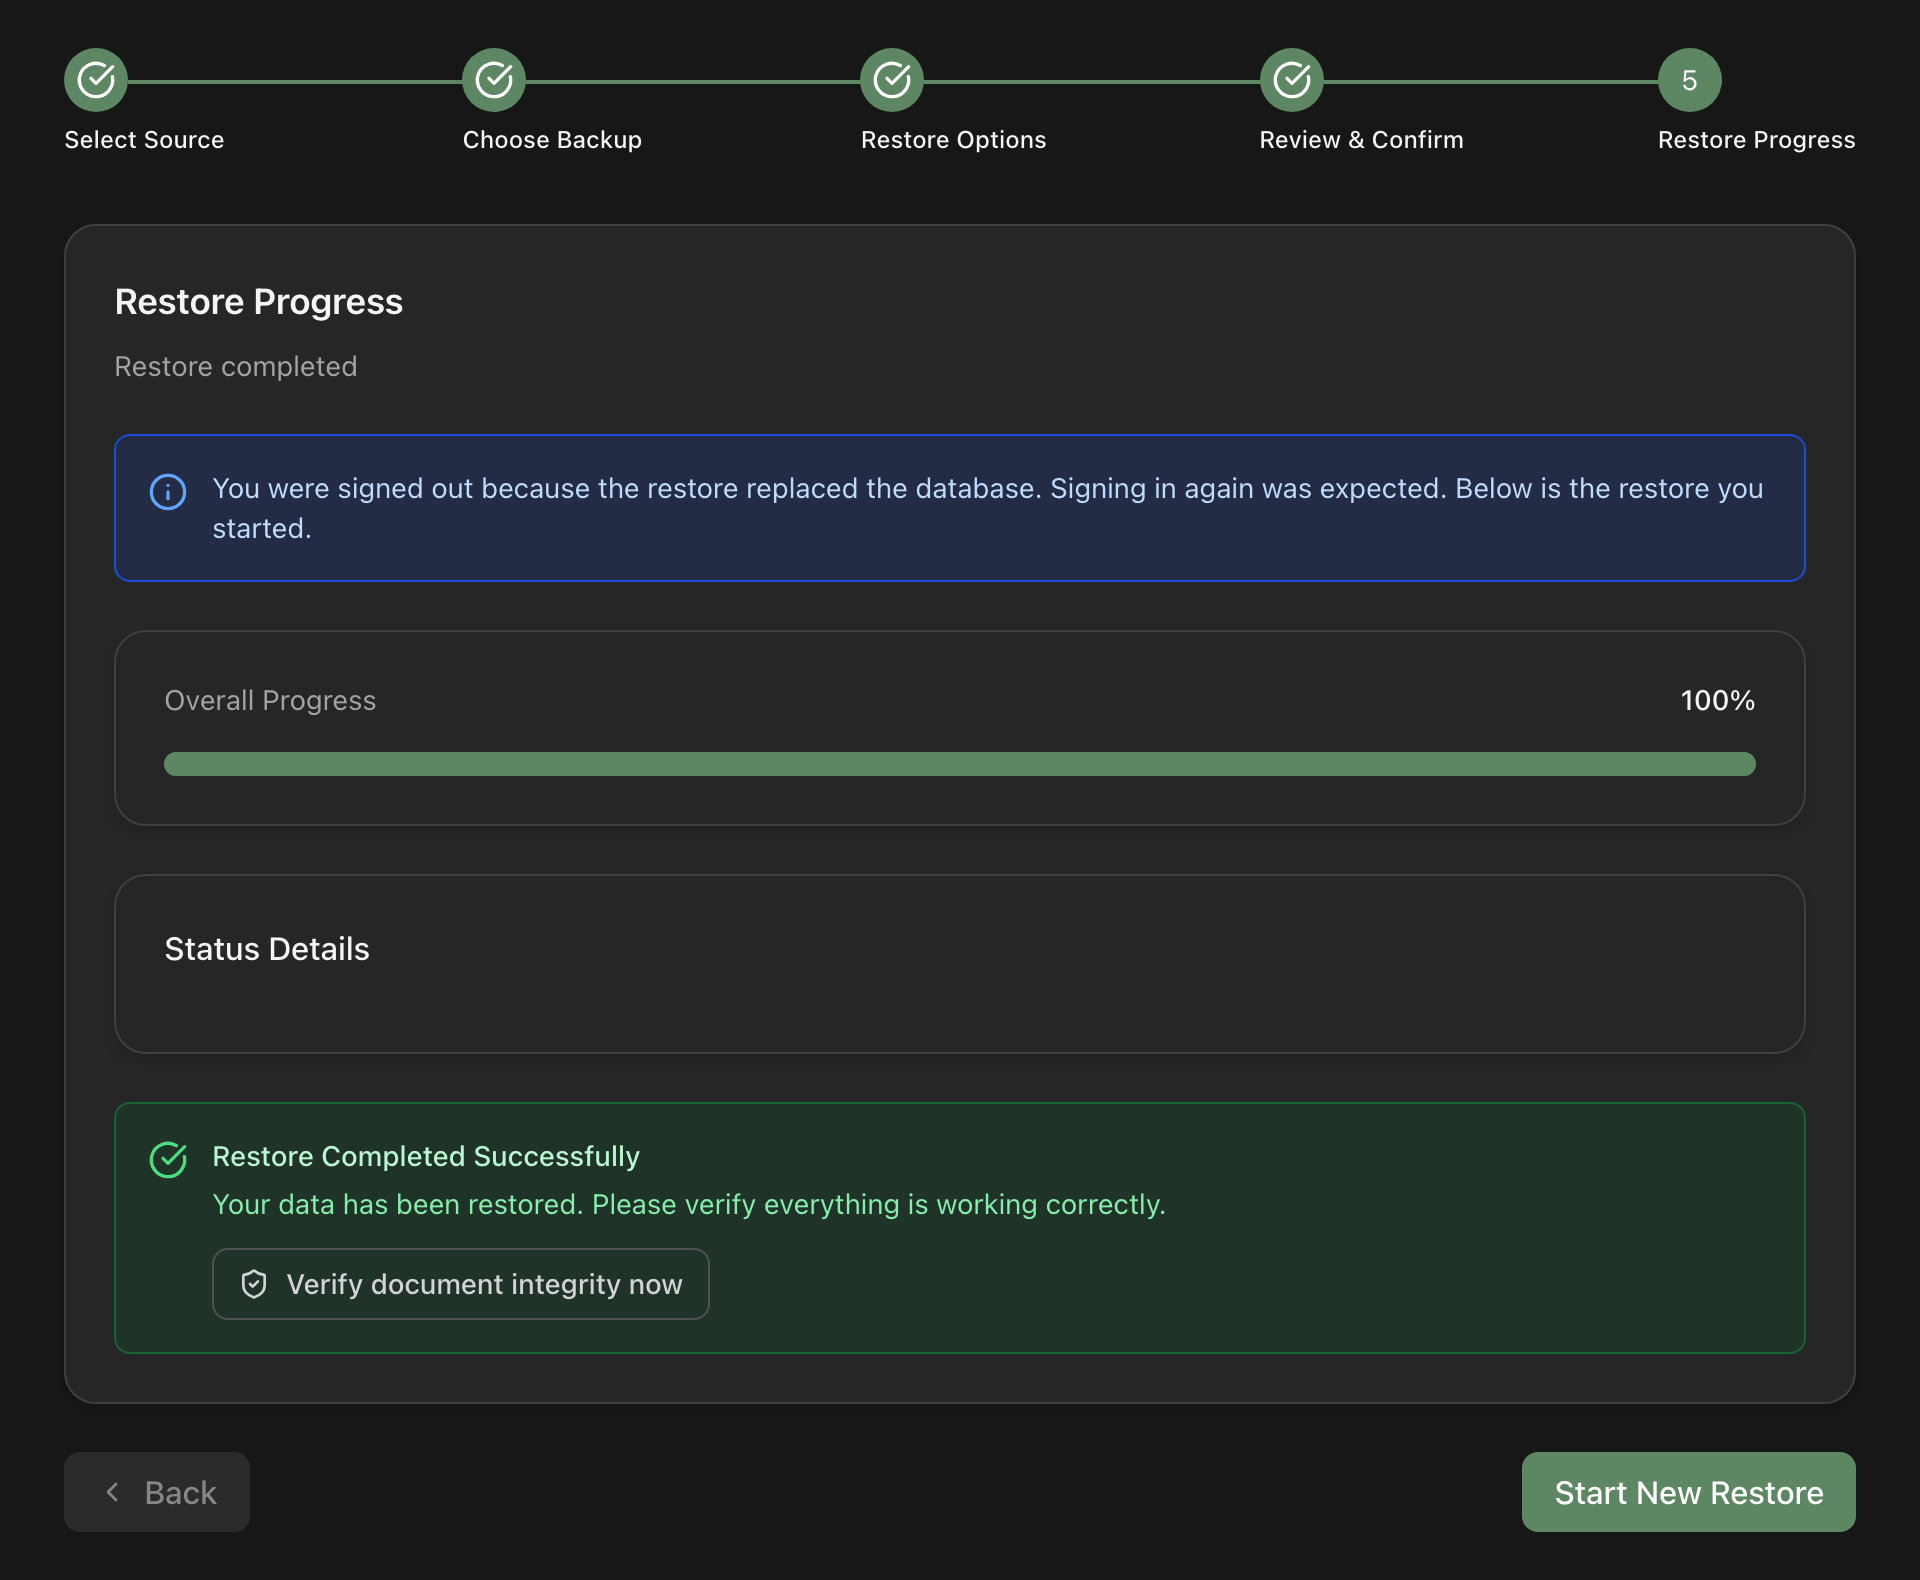 5
Select Source
Choose Backup
Restore Options
Review & Confirm
Restore Progress
Restore Progress
Restore completed
You were signed out because the restore replaced the database. Signing in again was expected. Below is the restore you
started.
Overall Progress
100%
Status Details
Restore Completed Successfully
Your data has been restored. Please verify everything is working correctly.
Verify document integrity now
Back
Start New Restore